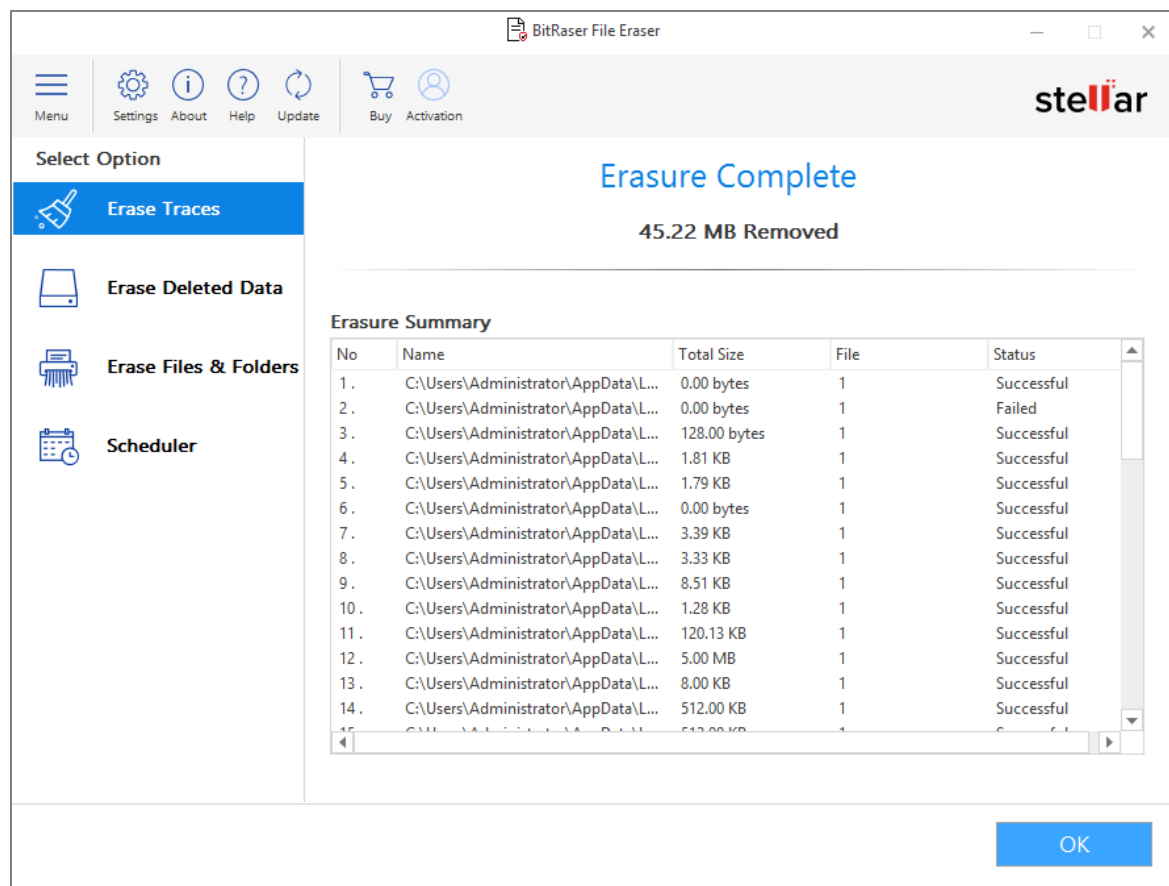 BitRaser File Eraser
Menu Settings About Help Update Buy Activation
stellar
Select Option
Erase Traces
Erase Deleted Data
Erase Files & Folders
Scheduler
Erasure Complete
45.22 MB Removed
Erasure Summary
No Name Total Size File Status
1 . C:\Users\Administrator\AppData\L... 0.00 bytes 1 Successful
2 . C:\Users\Administrator\AppData\L... 0.00 bytes 1 Failed
3 . C:\Users\Administrator\AppData\L... 128.00 bytes 1 Successful
4 . C:\Users\Administrator\AppData\L... 1.81 KB 1 Successful
5 . C:\Users\Administrator\AppData\L... 1.79 KB 1 Successful
6 . C:\Users\Administrator\AppData\L... 0.00 bytes 1 Successful
7 . C:\Users\Administrator\AppData\L... 3.39 KB 1 Successful
8 . C:\Users\Administrator\AppData\L... 3.33 KB 1 Successful
9 . C:\Users\Administrator\AppData\L... 8.51 KB 1 Successful
10 . C:\Users\Administrator\AppData\L... 1.28 KB 1 Successful
11 . C:\Users\Administrator\AppData\L... 120.13 KB 1 Successful
12 . C:\Users\Administrator\AppData\L... 5.00 MB 1 Successful
13 . C:\Users\Administrator\AppData\L... 8.00 KB 1 Successful
14 . C:\Users\Administrator\AppData\L... 512.00 KB 1 Successful
OK